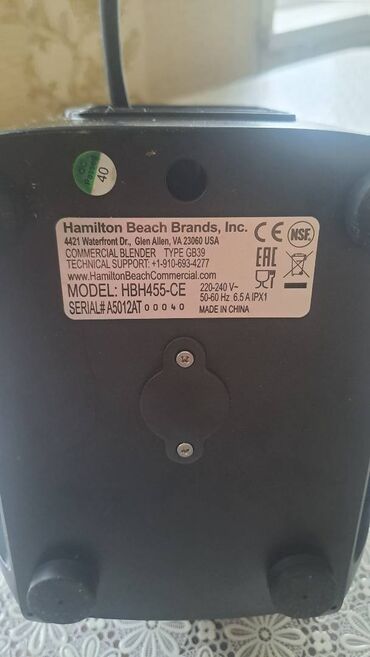 QC
Passed
40
Hamilton Beach Brands, Inc.
4421 Waterfront Dr., Glen Allen, VA 23060 USA
COMMERCIAL BLENDER TYPE GB39
TECHNICAL SUPPORT: +1-910-693-4277
www.HamiltonBeachCommercial.com
MODEL: HBH455-CE
SERIAL# A5012AT 00040
CE NSF.
EAC
220-240 V~
50-60 Hz 6.5 A IPX1
MADE IN CHINA